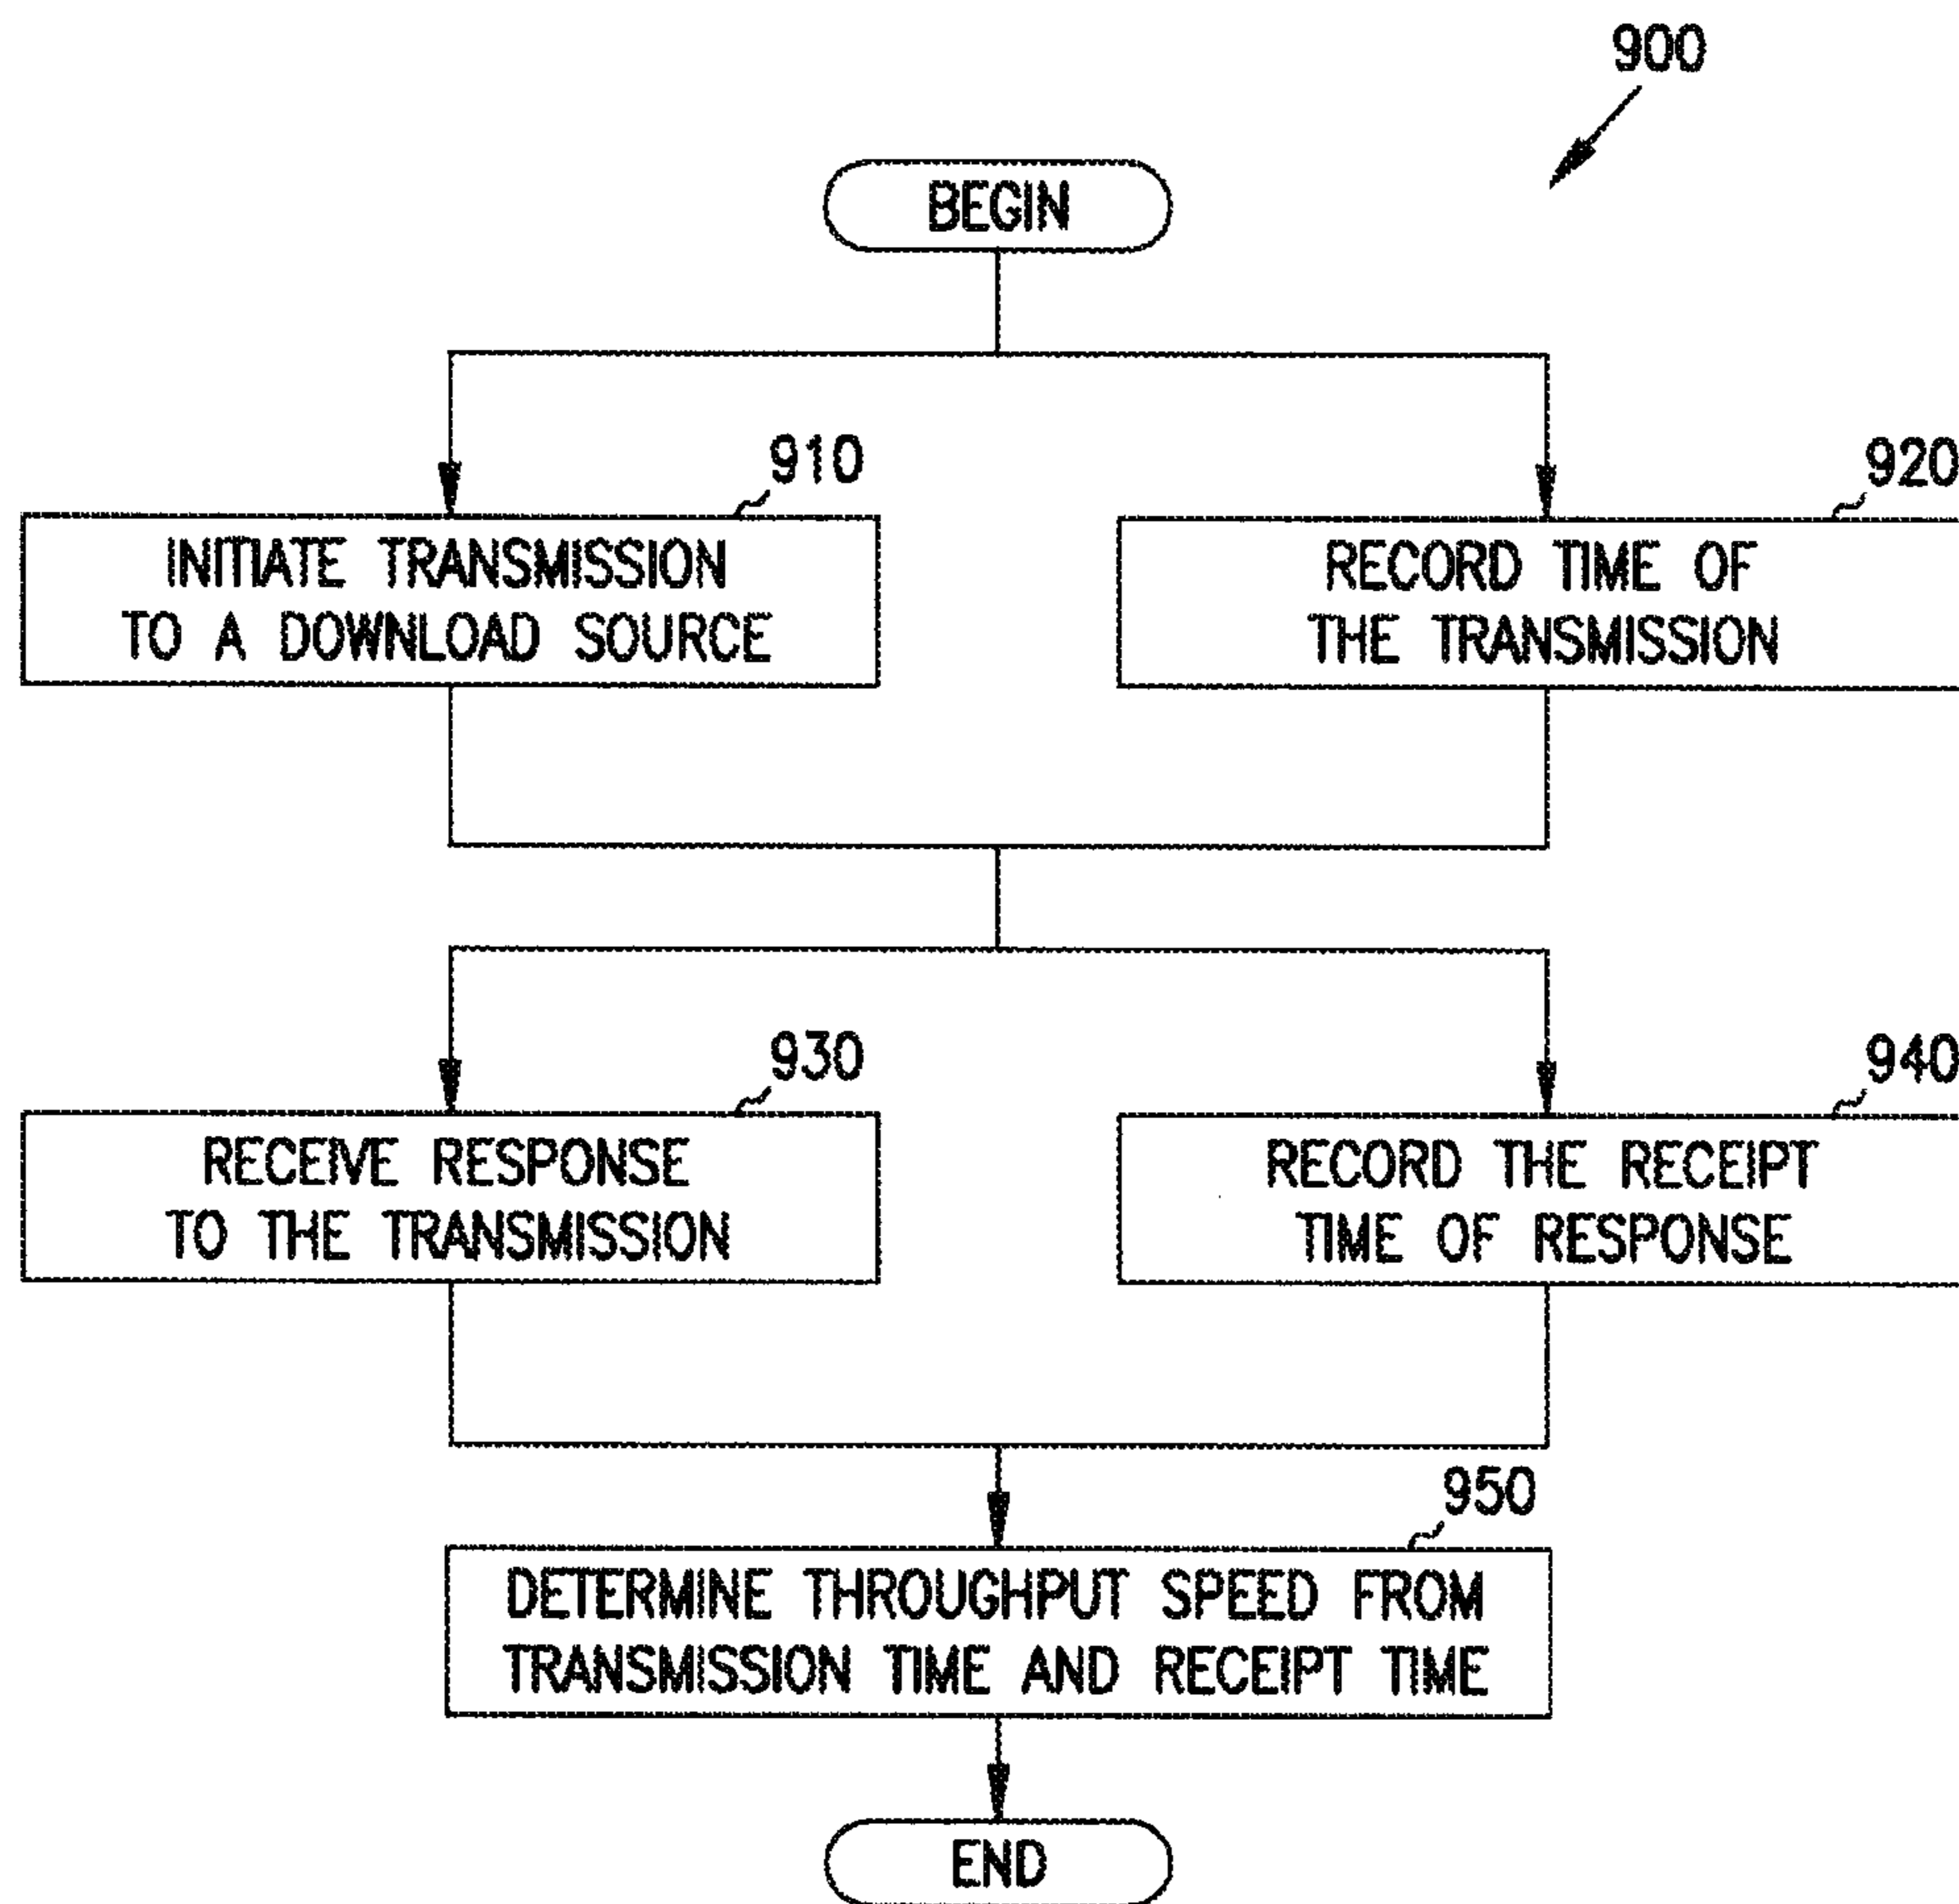 900
BEGIN
910
INITIATE TRANSMISSION
TO A DOWNLOAD SOURCE
920
RECORD TIME OF
THE TRANSMISSION
930
RECEIVE RESPONSE
TO THE TRANSMISSION
940
RECORD THE RECEIPT
TIME OF RESPONSE
950
DETERMINE THROUGHPUT SPEED FROM
TRANSMISSION TIME AND RECEIPT TIME
END